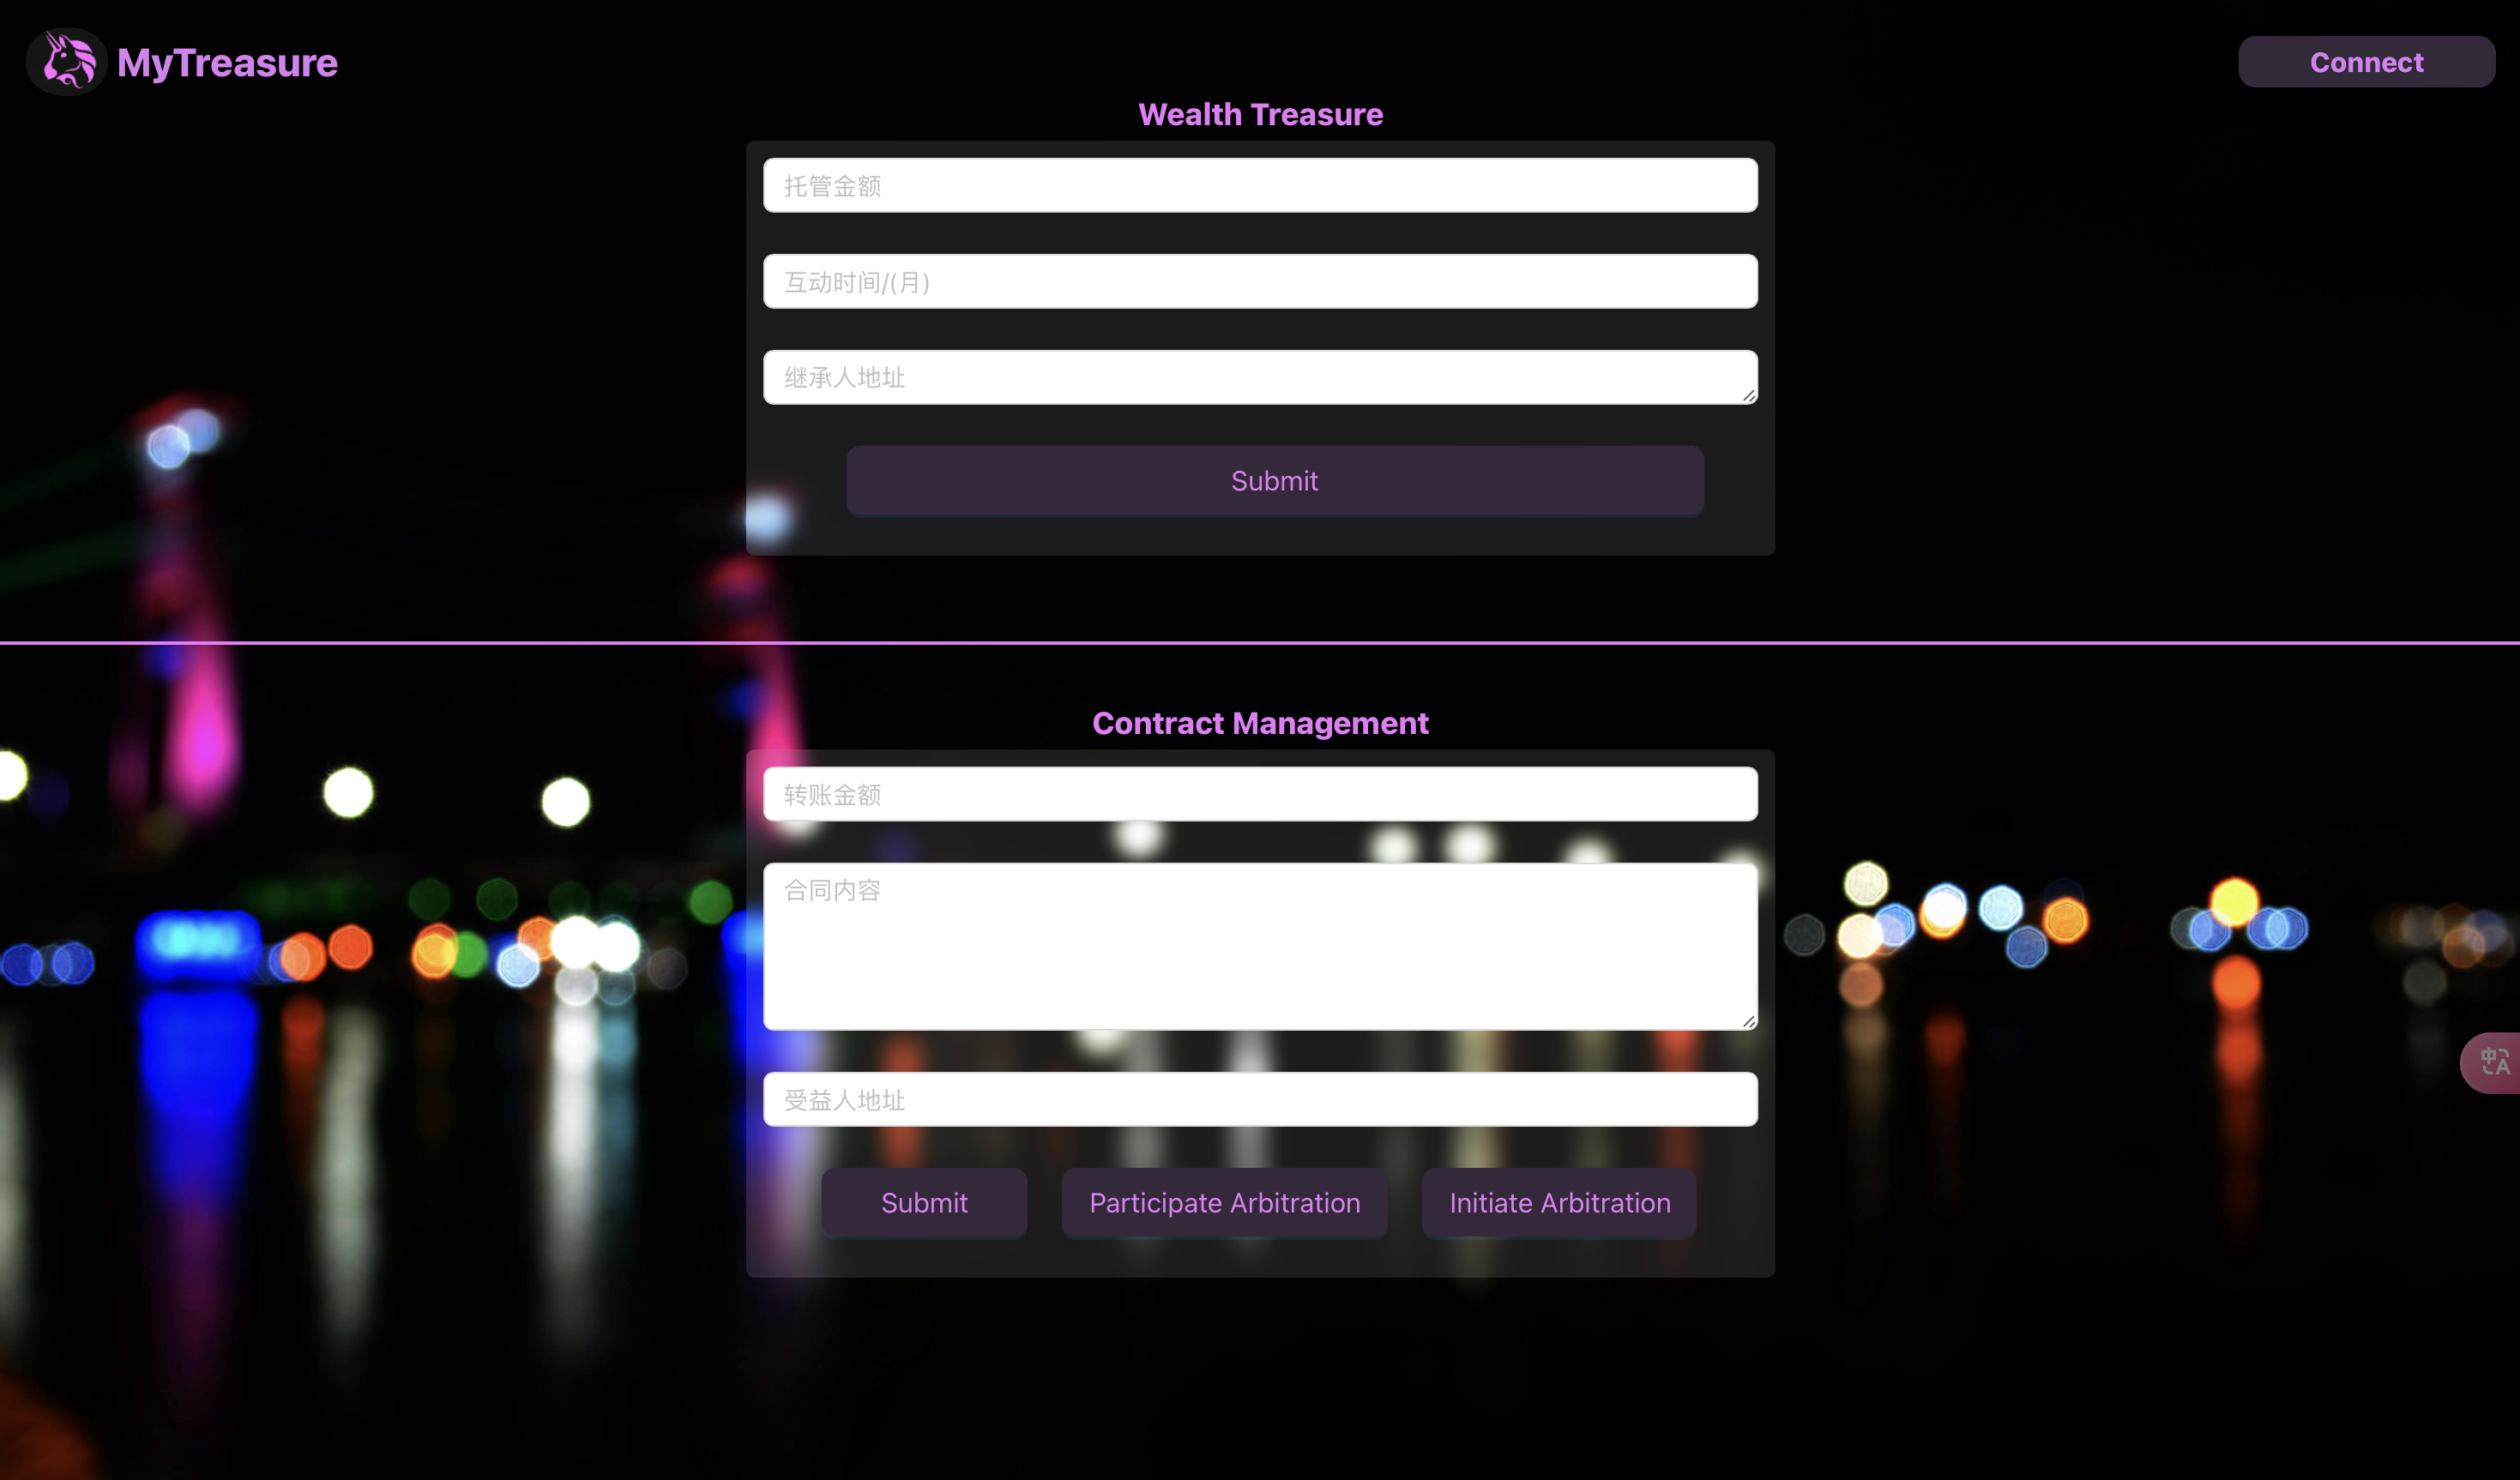 MyTreasure
Connect
Wealth Treasure
托管金额
互动时间/(月)
继承人地址
Submit
Contract Management
转账金额
合同内容
受益人地址
Submit
Participate Arbitration
Initiate Arbitration
中A